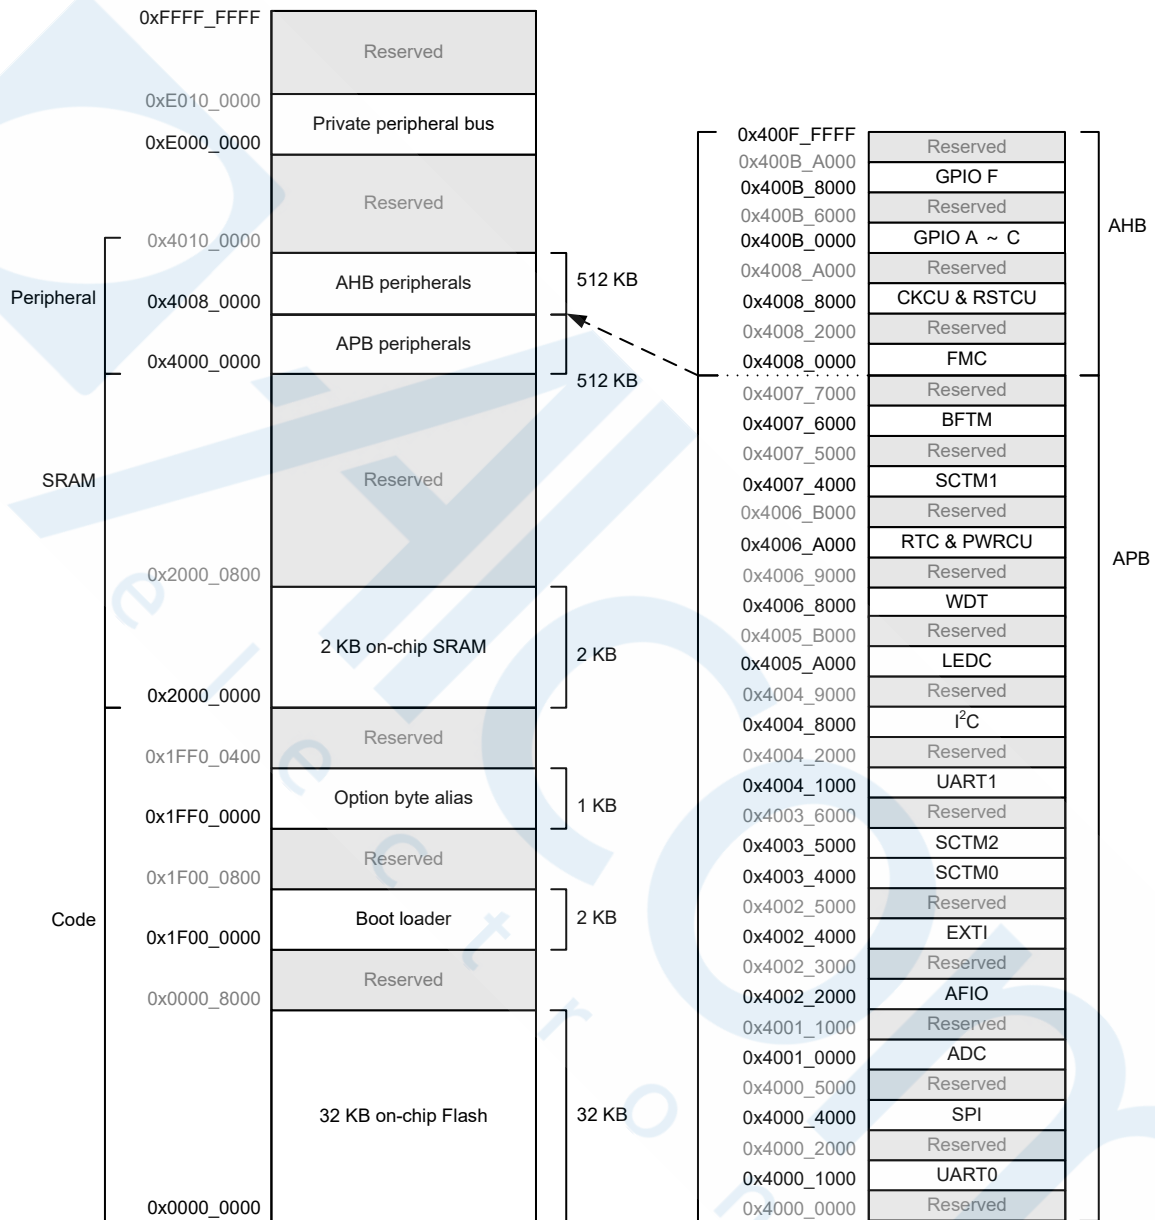 0xFFFF_FFFF
Reserved
0xE010_0000
Private peripheral bus
0xE000_0000
Reserved
0x4010_0000
AHB peripherals
512 KB
Peripheral
0x4008_0000
APB peripherals
0x4000_0000
512 KB
SRAM
Reserved
0x2000_0800
2 KB on-chip SRAM
2 KB
0x2000_0000
Reserved
0x1FF0_0400
Option byte alias
1 KB
0x1FF0_0000
Reserved
0x1F00_0800
Code
Boot loader
2 KB
0x1F00_0000
Reserved
0x0000_8000
32 KB on-chip Flash
32 KB
0x0000_0000
0x400F_FFFF
Reserved
0x400B_A000
GPIO F
0x400B_8000
Reserved
0x400B_6000
AHB
0x400B_0000 GPIO A ~ C
Reserved
0x4008_A000
0x4008_8000 CKCU & RSTCU
Reserved
0x4008_2000
0x4008_0000 FMC
Reserved
0x4007_7000
0x4007_6000 BFTM
Reserved
0x4007_5000
0x4007_4000 SCTM1
Reserved
0x4006_B000
0x4006_A000 RTC & PWRCU
APB
Reserved
0x4006_9000
0x4006_8000 WDT
Reserved
0x4005_B000
0x4005_A000 LEDC
Reserved
0x4004_9000
0x4004_8000 I²C
Reserved
0x4004_2000
0x4004_1000 UART1
Reserved
0x4003_6000
0x4003_5000 SCTM2
0x4003_4000 SCTM0
Reserved
0x4002_5000
0x4002_4000 EXTI
Reserved
0x4002_3000
0x4002_2000 AFIO
Reserved
0x4001_1000
0x4001_0000 ADC
Reserved
0x4000_5000
0x4000_4000 SPI
Reserved
0x4000_2000
0x4000_1000 UART0
Reserved
0x4000_0000